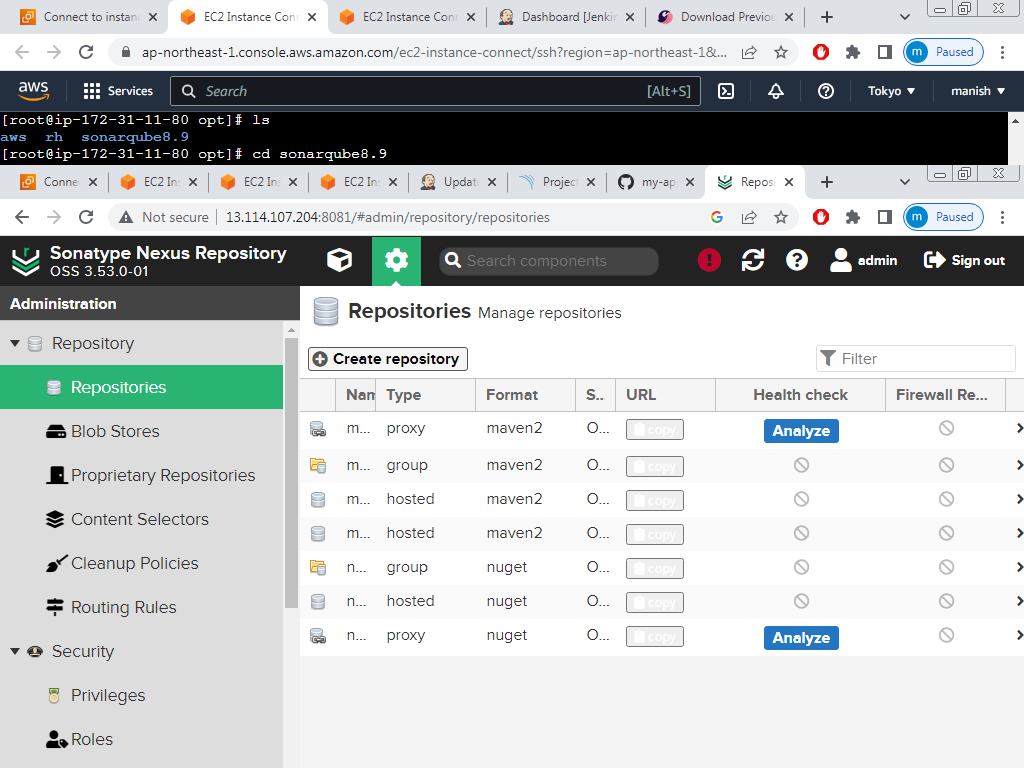 Connect to instan
EC2 Instance Conn
EC2 Instance Conn
Dashboard [Jenki
Download Previou
ap-northeast-1.console.aws.amazon.com/ec2-instance-connect/ssh?region=ap-northeast-1&...
m Paused
aws Services Search [Alt+S] Tokyo ▼ manish ▼
[root@ip-172-31-11-80 opt]# ls
aws rh sonarqube8.9
[root@ip-172-31-11-80 opt]# cd sonarqube8.9
Conne
EC2 In
EC2 In
EC2 Ins
Updat
Project
my-ap
Reposi
Not secure 13.114.107.204:8081/#admin/repository/repositories
m Paused
Sonatype Nexus Repository
OSS 3.53.0-01
Search components
admin
Sign out
Administration
Repository
Repositories
Blob Stores
Proprietary Repositories
Content Selectors
Cleanup Policies
Routing Rules
Security
Privileges
Roles
Repositories Manage repositories
Create repository
Filter
Nam Type Format S... URL Health check Firewall Re...
m... proxy maven2 O... copy Analyze
m... group maven2 O... copy
m... hosted maven2 O... copy
m... hosted maven2 O... copy
n... group nuget O... copy
n... hosted nuget O... copy
n... proxy nuget O... copy Analyze